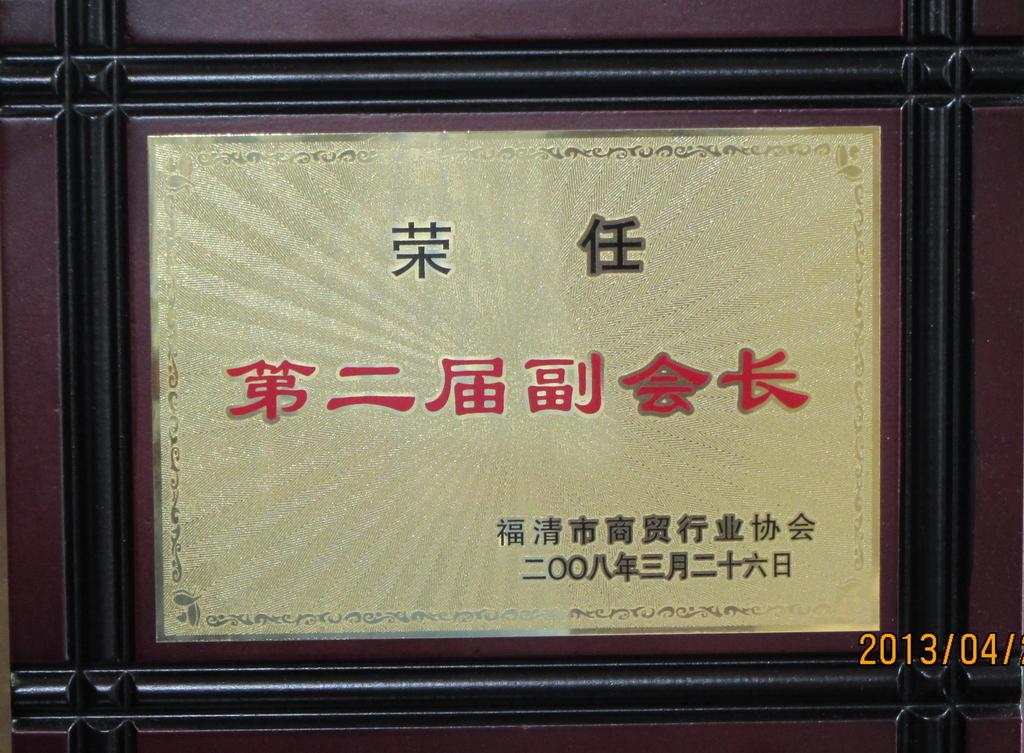 荣 任
第二届副会长
福清市商贸行业协会
二OO八年三月二十六日
2013/04/